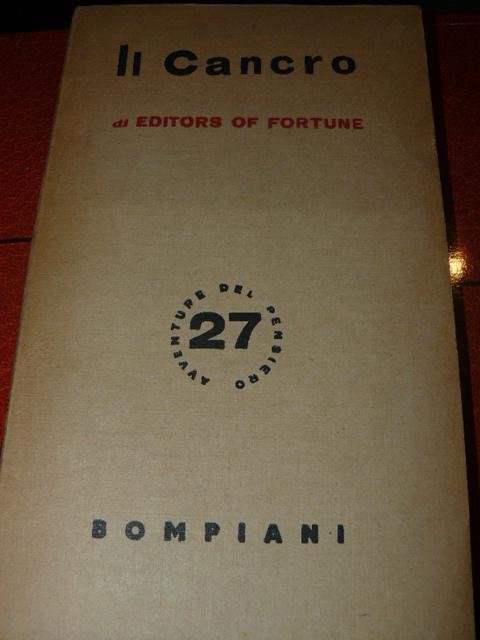 Il Cancro
di EDITORS OF FORTUNE
AVVENTURE DEL PENSIERO
27
BOMPIANI